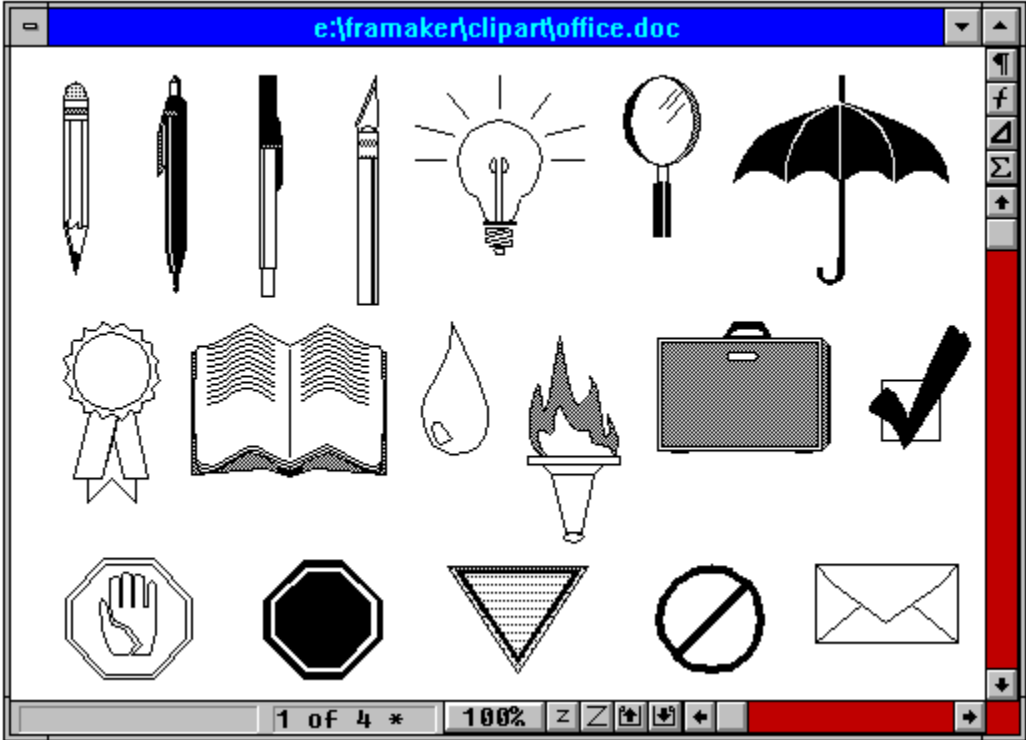 e:\framaker\clipart\office.doc
¶
f
Σ
1 of 4 *
100%
z Z